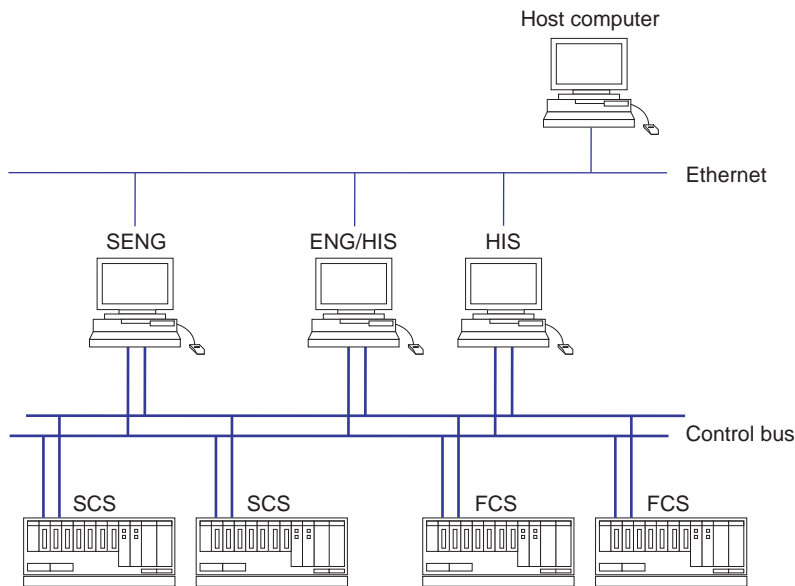 Host computer
Ethernet
SENG ENG/HIS HIS
Control bus
SCS SCS FCS FCS